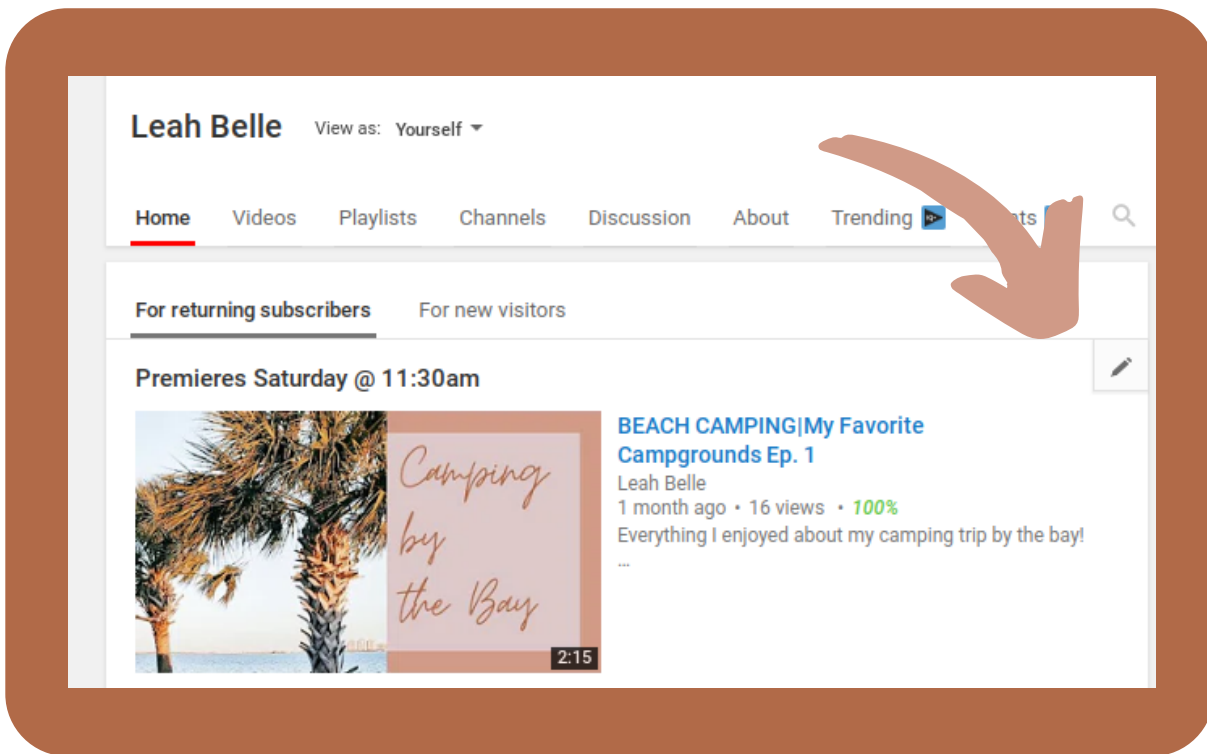 Leah Belle View as: Yourself
Home Videos Playlists Channels Discussion About Trending
For returning subscribers For new visitors
Premieres Saturday @ 11:30am
BEACH CAMPING|My Favorite
Campgrounds Ep. 1
Leah Belle
1 month ago • 16 views • 100%
Everything I enjoyed about my camping trip by the bay!
...
Camping
by
the Bay
2:15